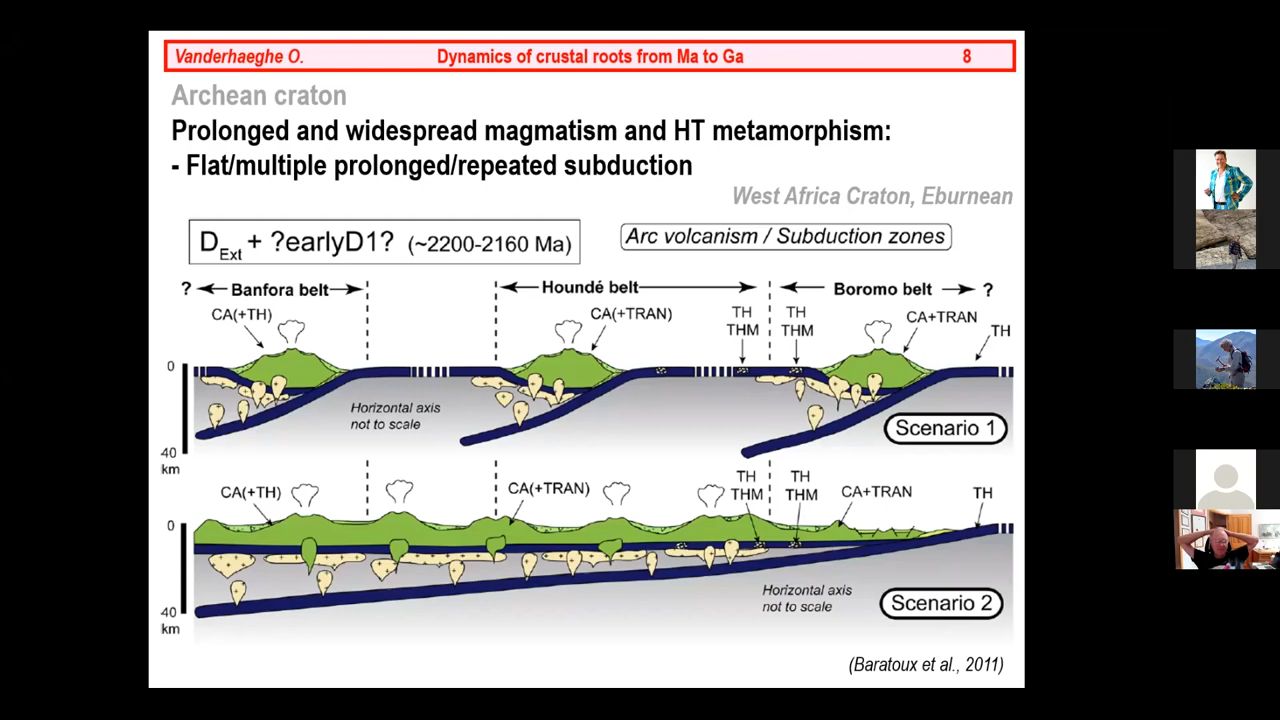 Vanderhaeghe O. Dynamics of crustal roots from Ma to Ga 8
Archean craton
Prolonged and widespread magmatism and HT metamorphism:
- Flat/multiple prolonged/repeated subduction
West Africa Craton, Eburnean
DExt + ?earlyD1? (~2200-2160 Ma)
Arc volcanism / Subduction zones
? Banfora belt Houndé belt Boromo belt ?
CA(+TH) CA(+TRAN) TH TH CA+TRAN TH
THM THM
0
Horizontal axis
not to scale
Scenario 1
40
km
CA(+TH) CA(+TRAN) TH TH CA+TRAN TH
THM THM
0
Horizontal axis
not to scale
Scenario 2
40
km
(Baratoux et al., 2011)